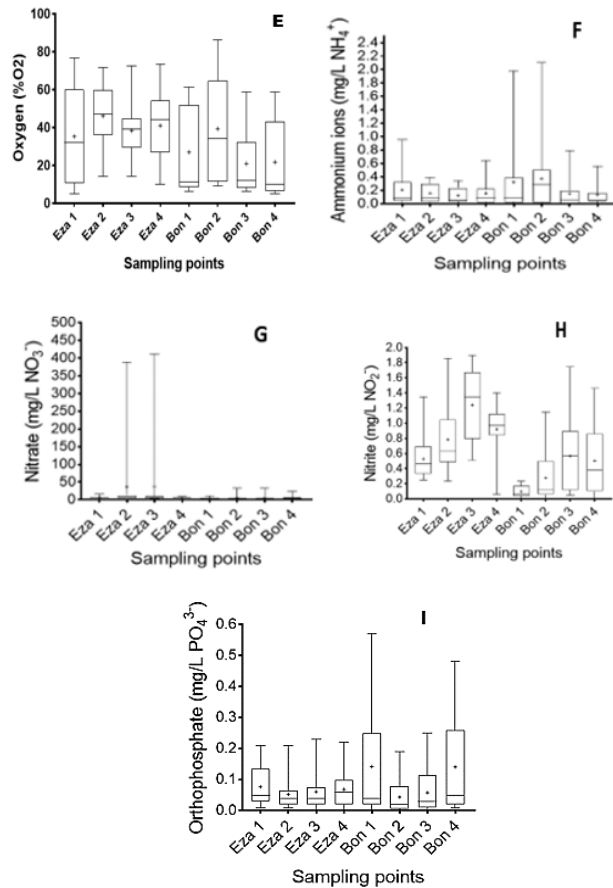 E
Oxygen (%O2)
100
80
60
40
20
0
Eza 1
Eza 2
Eza 3
Eza 4
Bon 1
Bon 2
Bon 3
Bon 4
Sampling points
F
Ammonium ions (mg/L NH₄⁺)
2.4
2.0
1.6
1.2
0.8
0.6
0.4
0.2
0.0
Eza 1
Eza 2
Eza 3
Eza 4
Bon 1
Bon 2
Bon 3
Bon 4
Sampling points
G
Nitrate (mg/L NO₃⁻)
500
450
400
350
300
250
200
150
100
50
0
Eza 1
Eza 2
Eza 3
Eza 4
Bon 1
Bon 2
Bon 3
Bon 4
Sampling points
H
Nitrite (mg/L NO₂⁻)
2.0
1.8
1.6
1.4
1.2
1.0
0.8
0.6
0.4
0.2
0.0
Eza 1
Eza 2
Eza 3
Eza 4
Bon 1
Bon 2
Bon 3
Bon 4
Sampling points
I
Orthophosphate (mg/L PO₄³⁻)
0.6
0.5
0.4
0.3
0.2
0.1
0.0
Eza 1
Eza 2
Eza 3
Eza 4
Bon 1
Bon 2
Bon 3
Bon 4
Sampling points